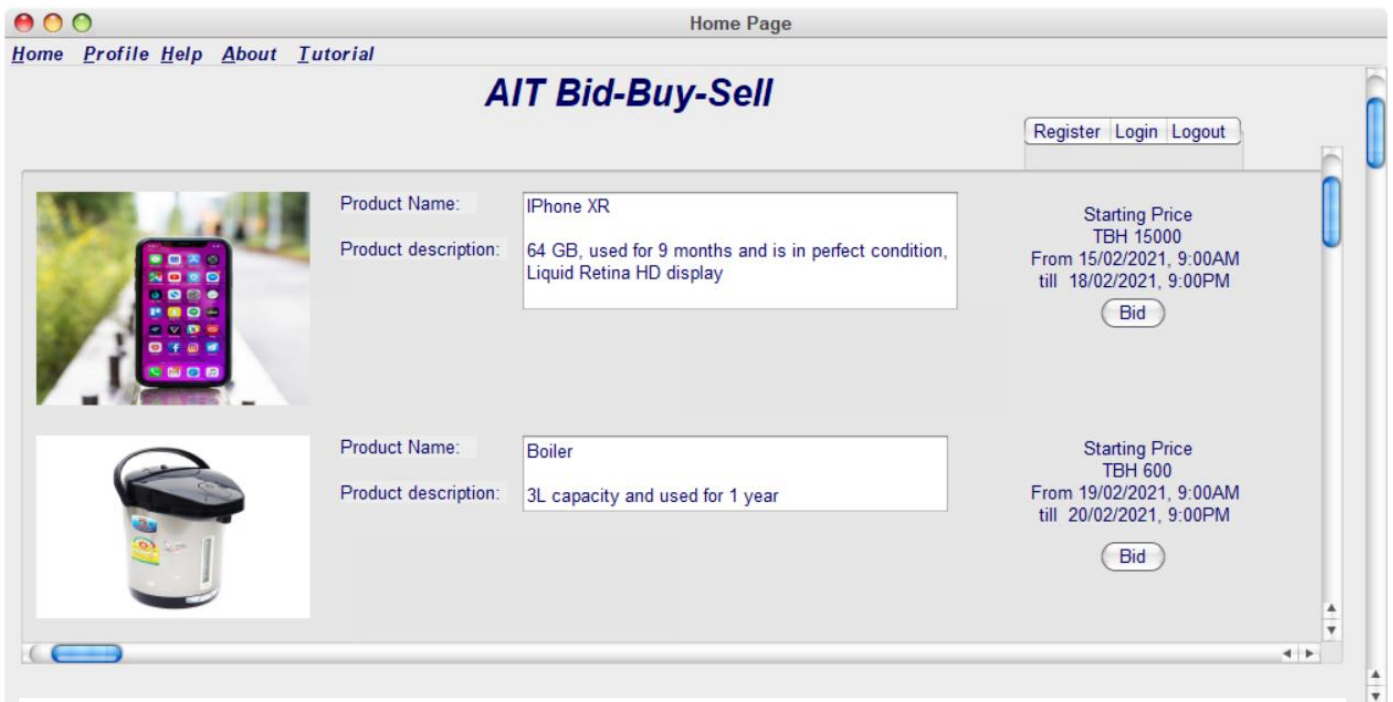 Home Page
Home Profile Help About Tutorial
AIT Bid-Buy-Sell
Register Login Logout
Product Name:
IPhone XR
Product description:
64 GB, used for 9 months and is in perfect condition,
Liquid Retina HD display
Starting Price
TBH 15000
From 15/02/2021, 9:00AM
till 18/02/2021, 9:00PM
Bid
Product Name:
Boiler
Product description:
3L capacity and used for 1 year
Starting Price
TBH 600
From 19/02/2021, 9:00AM
till 20/02/2021, 9:00PM
Bid